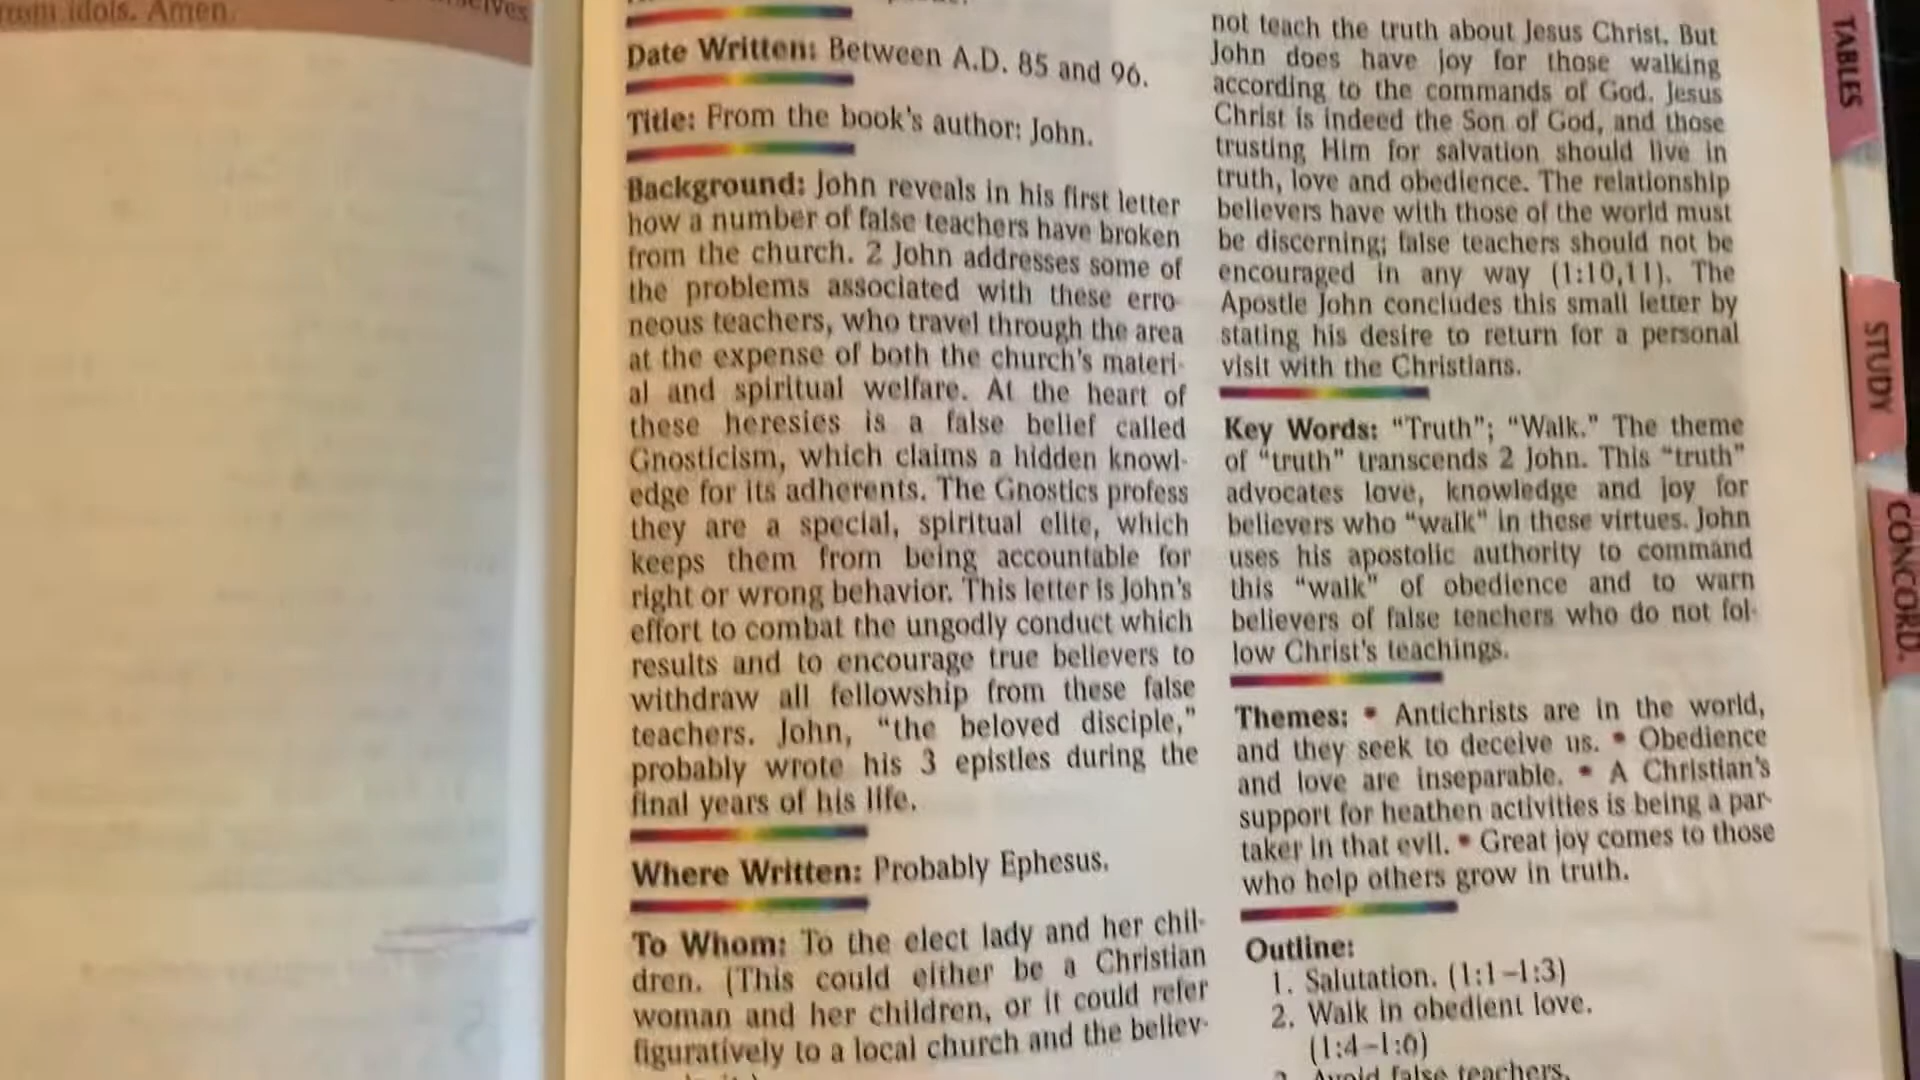 from idols. Amen.
Date Written: Between A.D. 85 and 96.
Title: From the book's author: John.
Background: John reveals in his first letter
how a number of false teachers have broken
from the church. 2 John addresses some of
the problems associated with these erro-
neous teachers, who travel through the area
at the expense of both the church's materi-
al and spiritual welfare. At the heart of
these heresies is a false belief called
Gnosticism, which claims a hidden knowl-
edge for its adherents. The Gnostics profess
they are a special, spiritual elite, which
keeps them from being accountable for
right or wrong behavior. This letter is John's
effort to combat the ungodly conduct which
results and to encourage true believers to
withdraw all fellowship from these false
teachers. John, "the beloved disciple,"
probably wrote his 3 epistles during the
final years of his life.
Where Written: Probably Ephesus.
To Whom: To the elect lady and her chil-
dren. (This could either be a Christian
woman and her children, or it could refer
figuratively to a local church and the believ-
not teach the truth about Jesus Christ. But
John does have joy for those walking
according to the commands of God. Jesus
Christ is indeed the Son of God, and those
trusting Him for salvation should live in
truth, love and obedience. The relationship
believers have with those of the world must
be discerning; false teachers should not be
encouraged in any way (1:10,11). The
Apostle John concludes this small letter by
stating his desire to return for a personal
visit with the Christians.
Key Words: "Truth"; "Walk." The theme
of "truth" transcends 2 John. This "truth"
advocates love, knowledge and joy for
believers who "walk" in these virtues. John
uses his apostolic authority to command
this "walk" of obedience and to warn
believers of false teachers who do not fol-
low Christ's teachings.
Themes: • Antichrists are in the world,
and they seek to deceive us. • Obedience
and love are inseparable. • A Christian's
support for heathen activities is being a par-
taker in that evil. • Great joy comes to those
who help others grow in truth.
Outline:
1. Salutation. (1:1–1:3)
2. Walk in obedient love.
(1:4–1:6)
3. Avoid false teachers.
TABLES
STUDY
CONCORD.